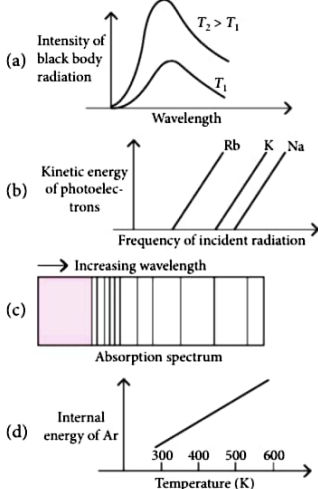 Intensity of
black body
radiation
(a)
T₂ > T₁
T₁
Wavelength
Rb K Na
Kinetic energy
of photoelec-
trons
(b)
Frequency of incident radiation
Increasing wavelength
(c)
Absorption spectrum
Internal
energy of Ar
(d)
300 400 500 600
Temperature (K)